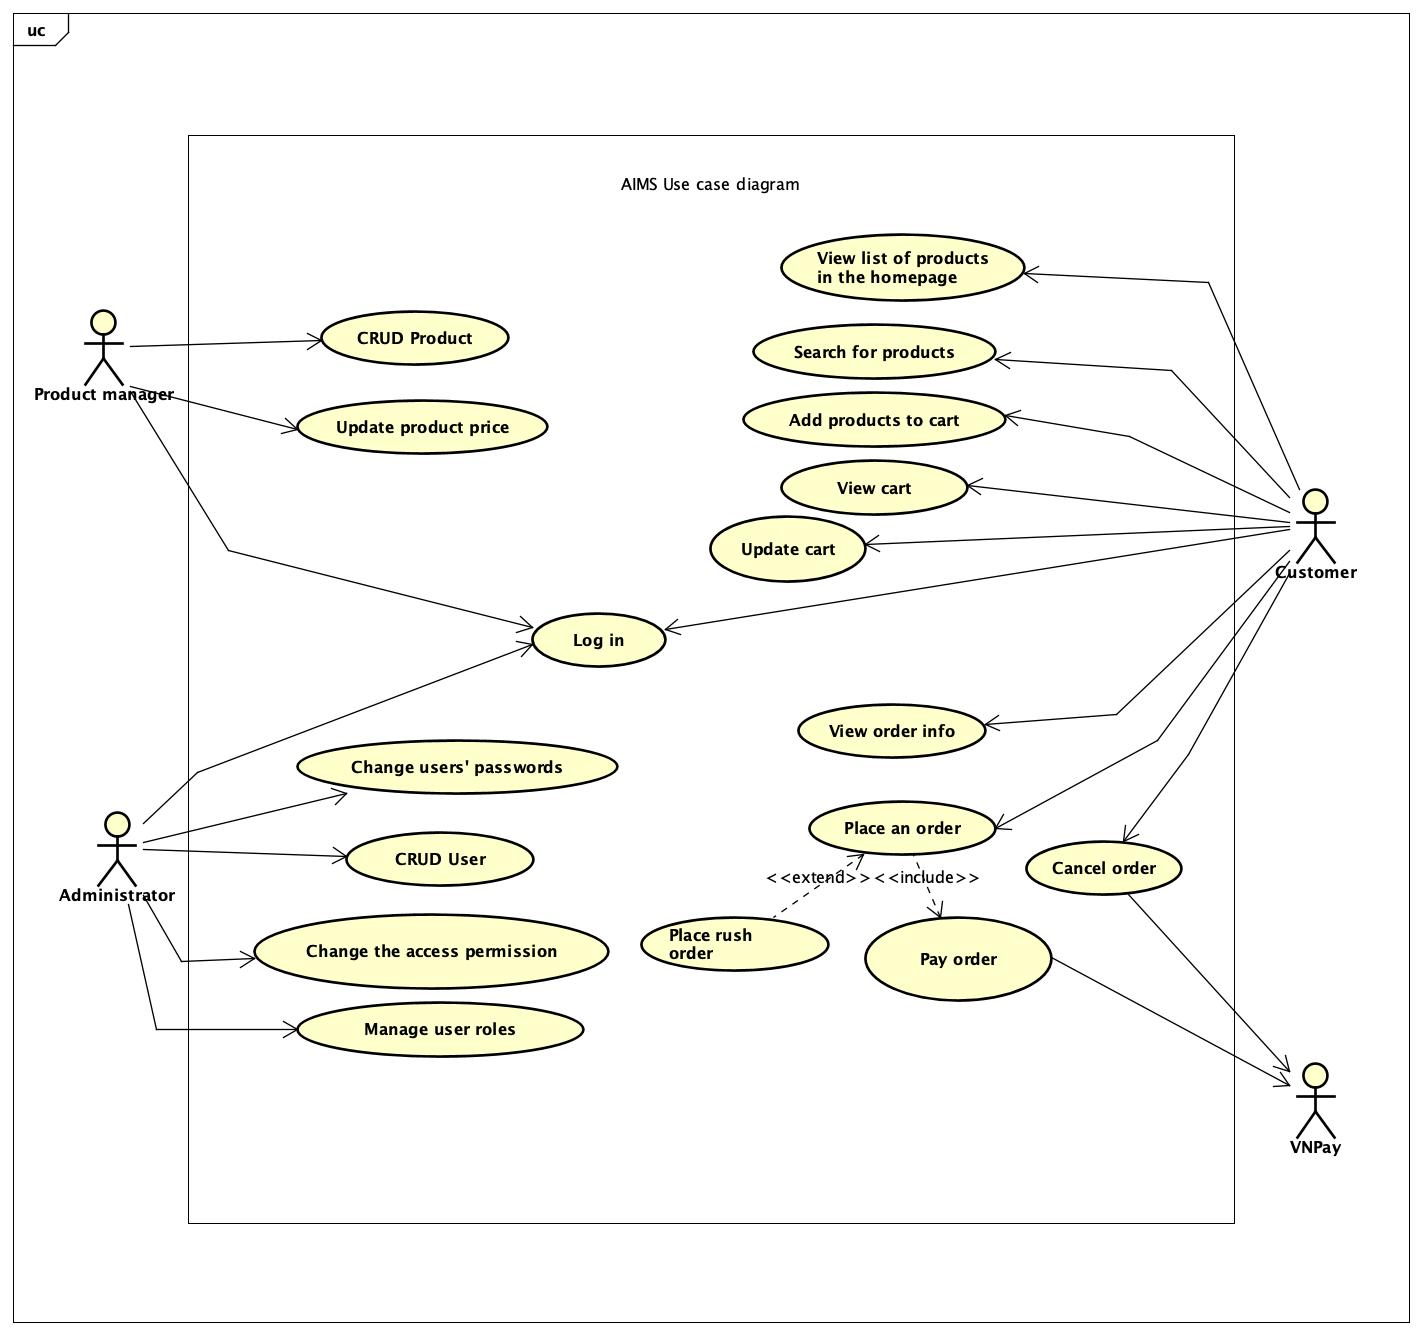 uc
AIMS Use case diagram
View list of products
in the homepage
CRUD Product
Search for products
Product manager
Add products to cart
Update product price
View cart
Update cart
Customer
Log in
View order info
Change users' passwords
Place an order
CRUD User
Cancel order
<<extend>>
<<include>>
Administrator
Place rush
order
Change the access permission
Pay order
Manage user roles
VNPay